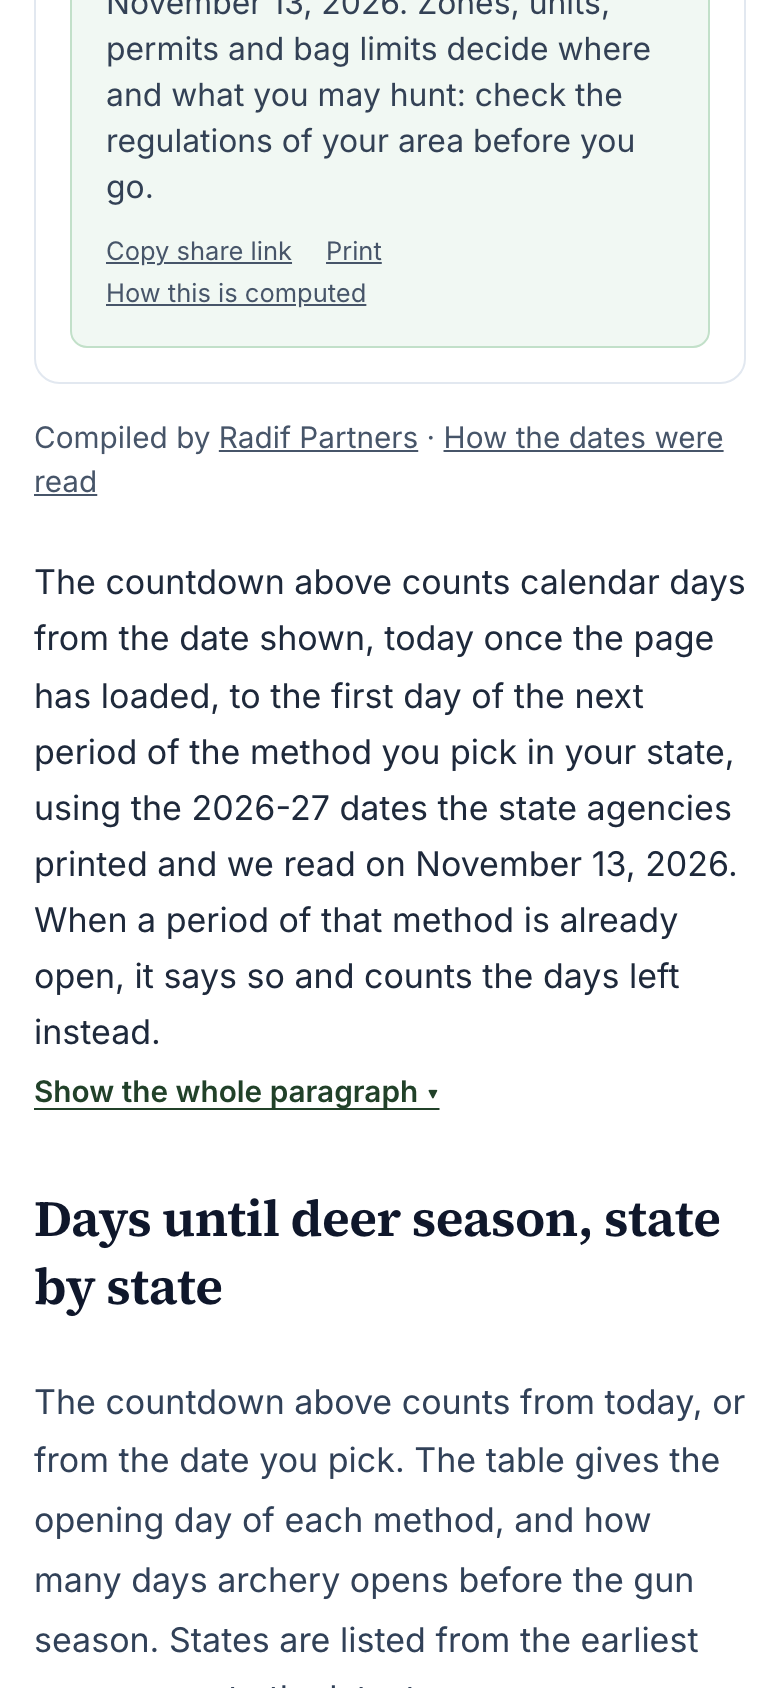 November 13, 2026. Zones, units,
permits and bag limits decide where
and what you may hunt: check the
regulations of your area before you
go.
Copy share link Print
How this is computed
Compiled by Radif Partners · How the dates were
read
The countdown above counts calendar days
from the date shown, today once the page
has loaded, to the first day of the next
period of the method you pick in your state,
using the 2026-27 dates the state agencies
printed and we read on November 13, 2026.
When a period of that method is already
open, it says so and counts the days left
instead.
Show the whole paragraph ▾
Days until deer season, state
by state
The countdown above counts from today, or
from the date you pick. The table gives the
opening day of each method, and how
many days archery opens before the gun
season. States are listed from the earliest